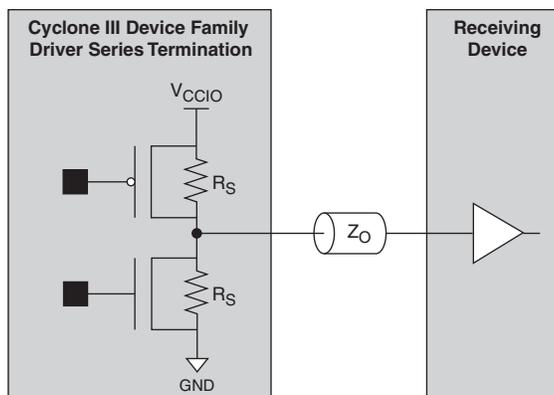 Cyclone III Device Family
Driver Series Termination
Receiving
Device
VCCIO
RS
ZO
RS
GND